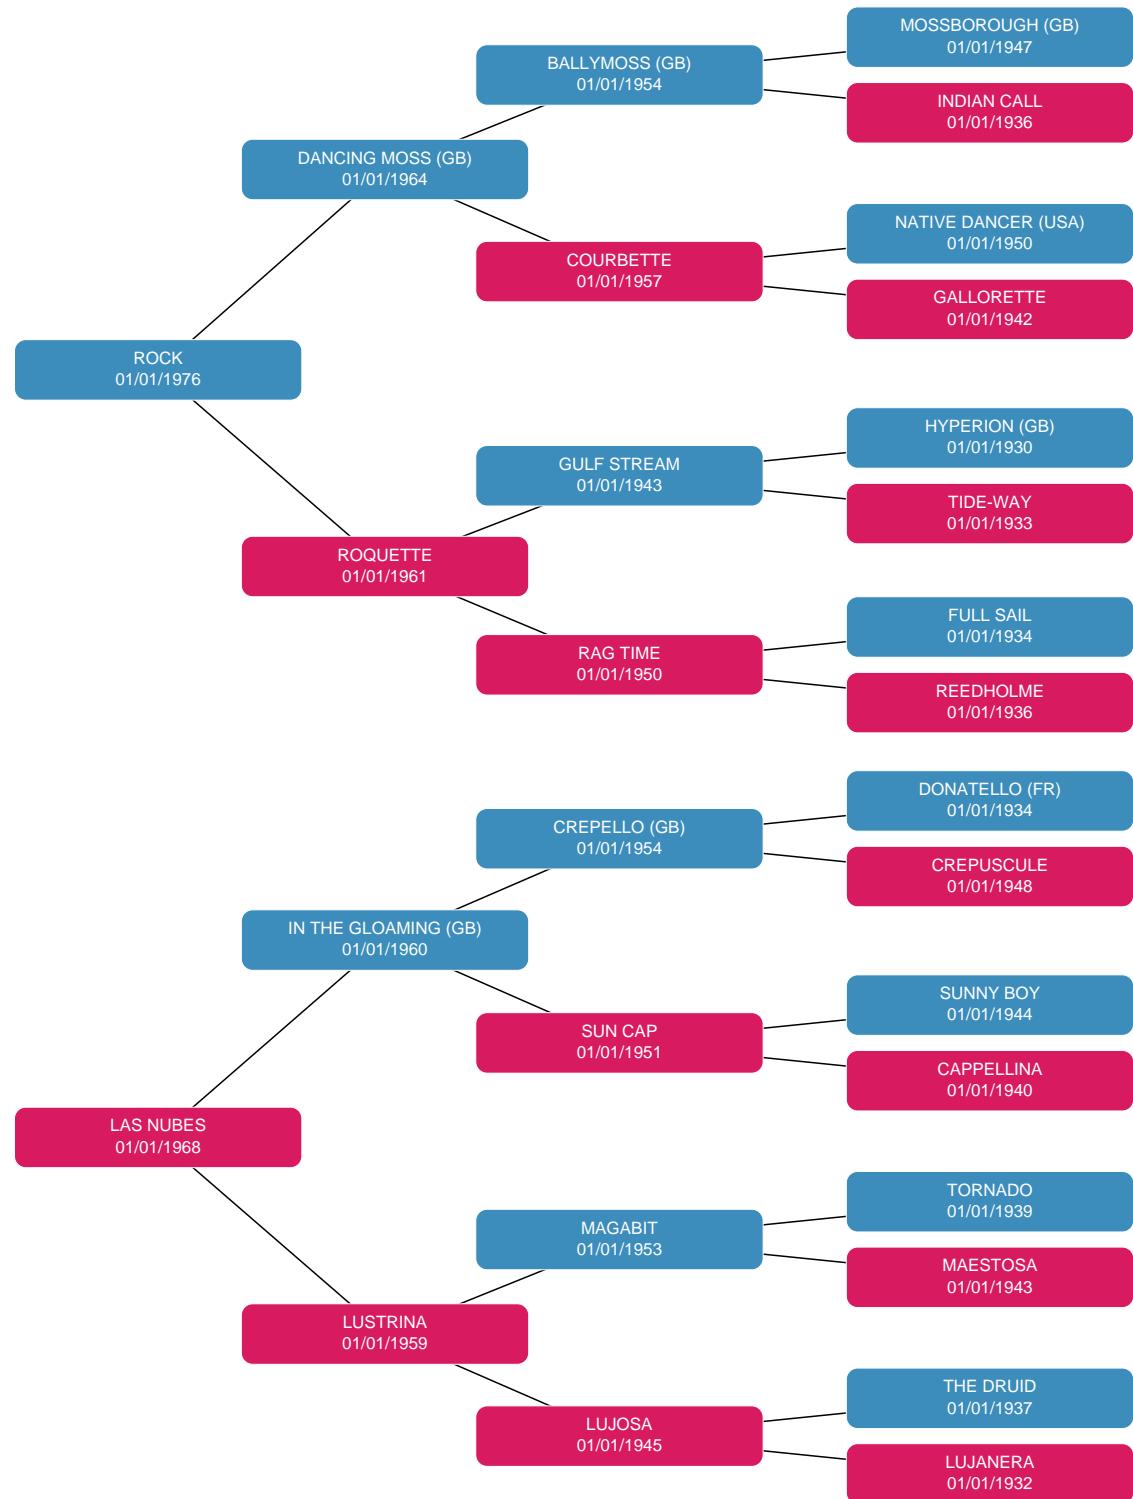 MOSSBOROUGH (GB)
01/01/1947
BALLYMOSS (GB)
01/01/1954
INDIAN CALL
01/01/1936
DANCING MOSS (GB)
01/01/1964
NATIVE DANCER (USA)
01/01/1950
COURBETTE
01/01/1957
GALLORETTE
01/01/1942
ROCK
01/01/1976
HYPERION (GB)
01/01/1930
GULF STREAM
01/01/1943
TIDE-WAY
01/01/1933
ROQUETTE
01/01/1961
FULL SAIL
01/01/1934
RAG TIME
01/01/1950
REEDHOLME
01/01/1936
DONATELLO (FR)
01/01/1934
CREPELLO (GB)
01/01/1954
CREPUSCULE
01/01/1948
IN THE GLOAMING (GB)
01/01/1960
SUNNY BOY
01/01/1944
SUN CAP
01/01/1951
CAPPELLINA
01/01/1940
LAS NUBES
01/01/1968
TORNADO
01/01/1939
MAGABIT
01/01/1953
MAESTOSA
01/01/1943
LUSTRINA
01/01/1959
THE DRUID
01/01/1937
LUJOSA
01/01/1945
LUJANERA
01/01/1932